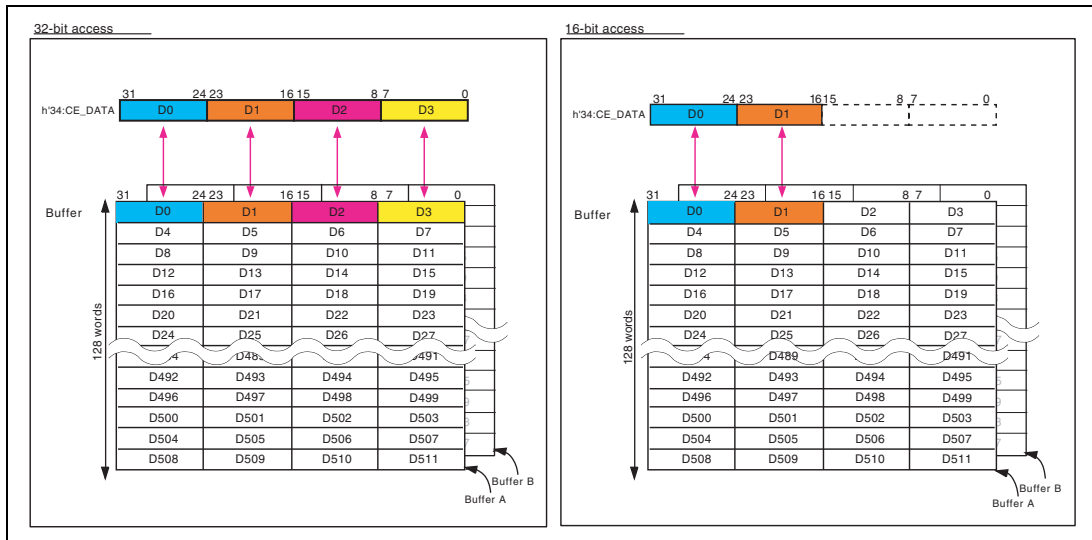 32-bit access
31 24 23 16 15 8 7 0
h'34:CE_DATA D0 D1 D2 D3
31 24 23 16 15 8 7 0
Buffer D0 D1 D2 D3
D4 D5 D6 D7
D8 D9 D10 D11
D12 D13 D14 D15
D16 D17 D18 D19
D20 D21 D22 D23
D24 D25 D26 D27
128 words
D491
D492 D493 D494 D495
D496 D497 D498 D499
D500 D501 D502 D503
D504 D505 D506 D507
D508 D509 D510 D511
Buffer B
Buffer A
16-bit access
31 24 23 16 15 8 7 0
h'34:CE_DATA D0 D1
31 24 23 16 15 8 7 0
Buffer D0 D1 D2 D3
D4 D5 D6 D7
D8 D9 D10 D11
D12 D13 D14 D15
D16 D17 D18 D19
D20 D21 D22 D23
D24 D25 D26 D27
128 words
D489 D491
D492 D493 D494 D495
D496 D497 D498 D499
D500 D501 D502 D503
D504 D505 D506 D507
D508 D509 D510 D511
Buffer B
Buffer A